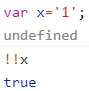 var x='1';
undefined
!!x
true